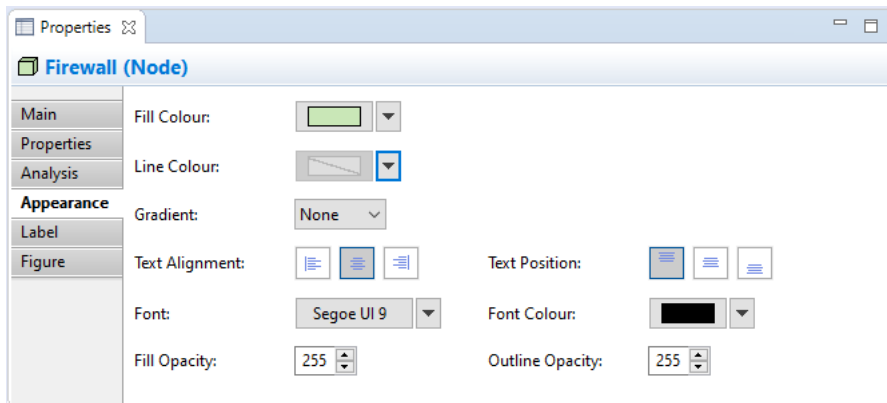 Properties
Firewall (Node)
Main
Properties
Analysis
Appearance
Label
Figure
Fill Colour:
Line Colour:
Gradient: None
Text Alignment: Text Position:
Font: Segoe UI 9 Font Colour:
Fill Opacity: 255 Outline Opacity: 255